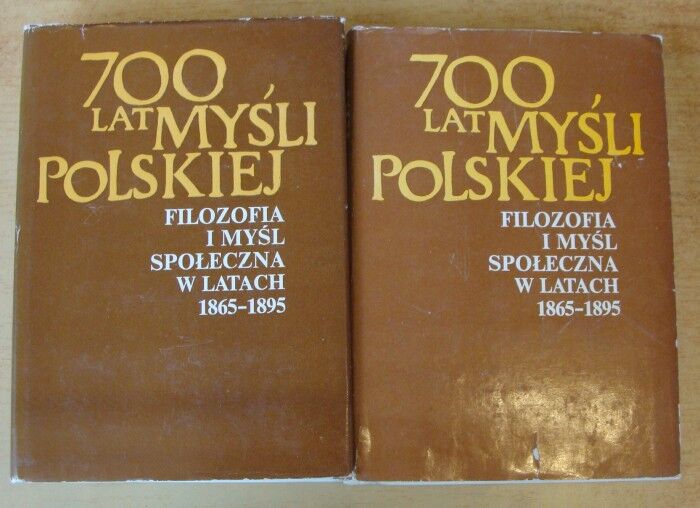 700
LAT MYŚLI
POLSKIEJ
FILOZOFIA
I MYŚL
SPOŁECZNA
W LATACH
1865-1895
700
LAT MYŚLI
POLSKIEJ
FILOZOFIA
I MYŚL
SPOŁECZNA
W LATACH
1865-1895